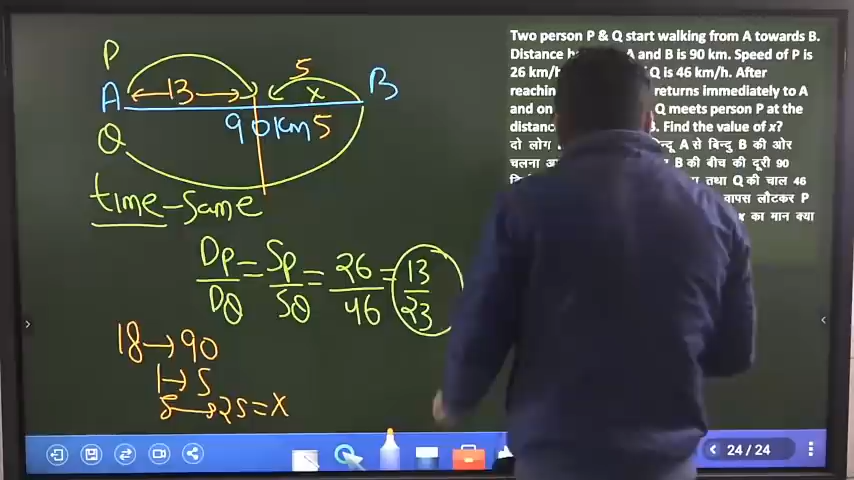 Two person P & Q start walking from A towards B.
Distance A and B is 90 km. Speed of P is
26 km/h Q is 46 km/h. After
reachin returns immediately to A
and on Q meets person P at the
distanc B. Find the value of x?
दो लोग न्दू A से बिन्दु B की ओर
चलना B की बीच की दूरी 90
तथा Q की चाल 46
वापस लौटकर P
x का मान क्या
P
A
13
5
x
B
Q
90km 5
time-Same
DP/DQ = SP/SQ = 26/46 = 13/23
18→90
1→5
5→25=x
24 / 24